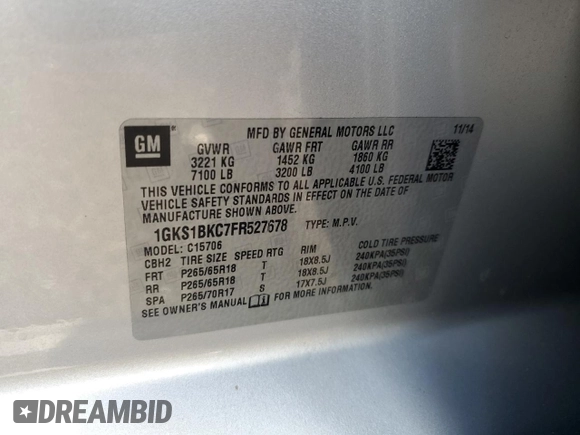 GM
MFD BY GENERAL MOTORS LLC 11/14
GVWR GAWR FRT GAWR RR
3221 KG 1452 KG 1860 KG
7100 LB 3200 LB 4100 LB
THIS VEHICLE CONFORMS TO ALL APPLICABLE U.S. FEDERAL MOTOR
VEHICLE SAFETY STANDARDS IN EFFECT ON THE DATE OF
MANUFACTURE SHOWN ABOVE.
1GKS1BKC7FR527678 TYPE: M.P.V.
MODEL: C15706
CBH2 TIRE SIZE SPEED RTG RIM COLD TIRE PRESSURE
FRT P265/65R18 T 18X8.5J 240KPA(35PSI)
RR P265/65R18 T 18X8.5J 240KPA(35PSI)
SPA P265/70R17 S 17X7.5J 240KPA(35PSI)
SEE OWNER'S MANUAL FOR MORE INFORMATION.
DREAMBID